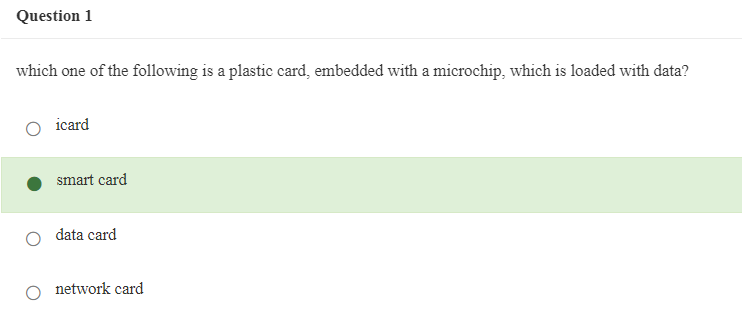 Question 1
which one of the following is a plastic card, embedded with a microchip, which is loaded with data?
icard
smart card
data card
network card